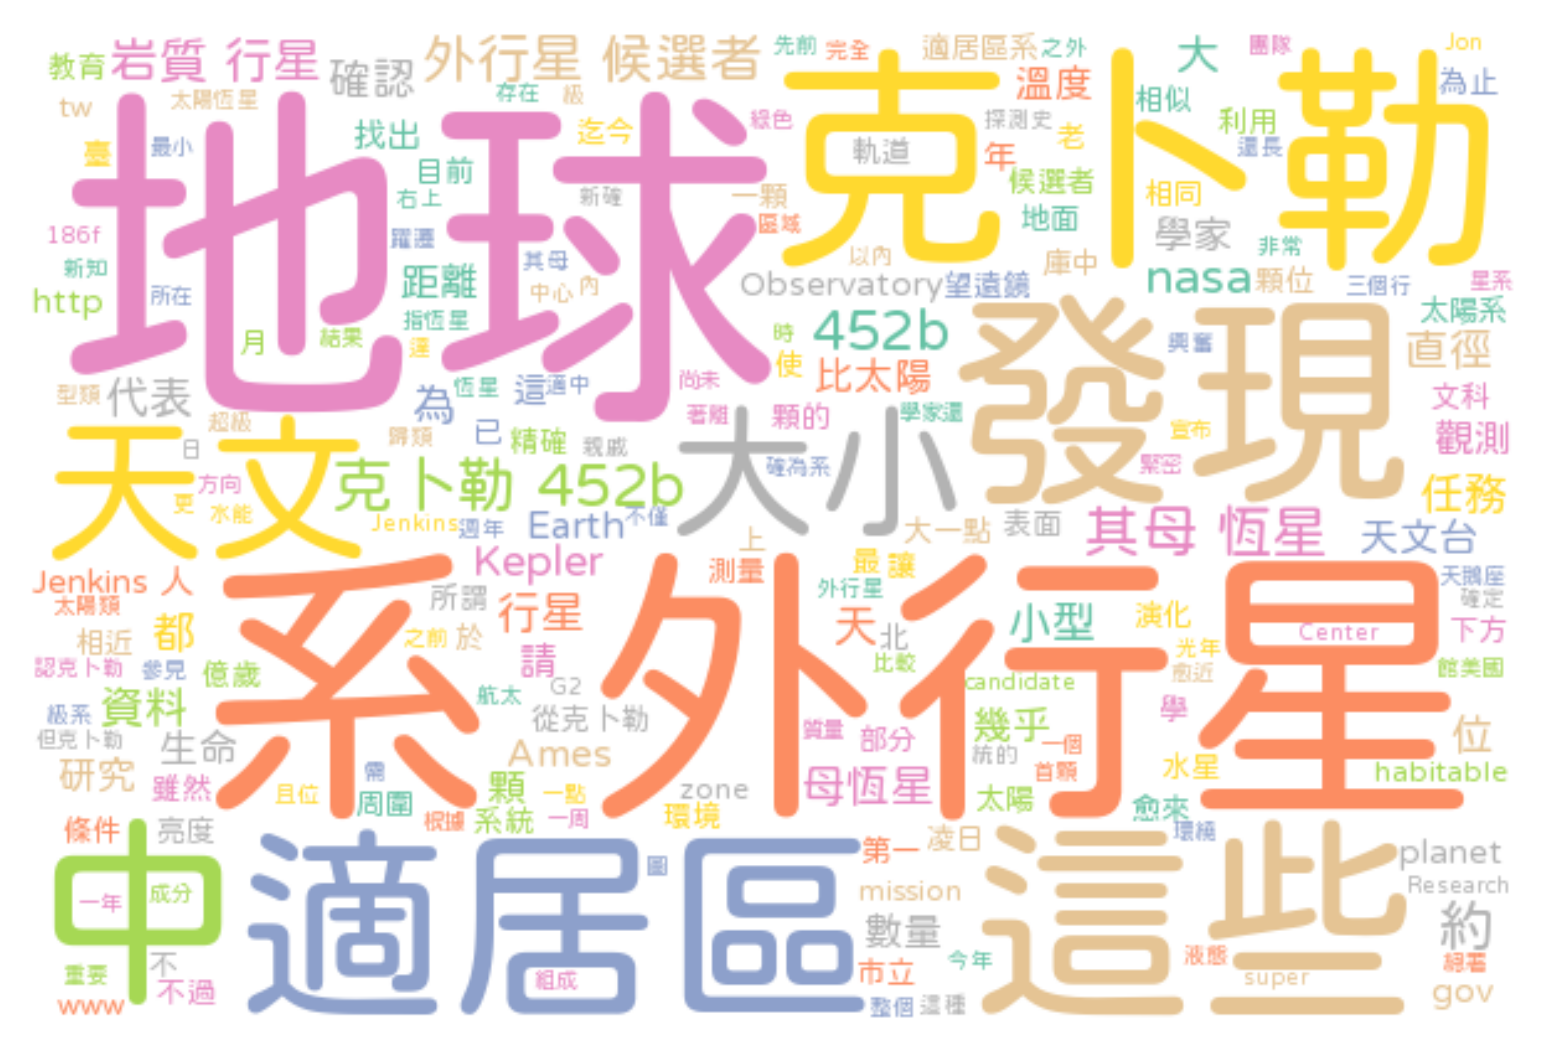 教育 岩質 行星 確認 外行星 候選者 先前 完全 適居區系 之外 大 團隊 Jon
tw 太陽恆星 存在 級 溫度 相似 為止
臺 最小 找出 迄今 綠色 克卜勒 軌道 探測史 老 利用 還長
地球 目前 新確 一顆 年 候選者 相同
186f 右上 躍遷 區域 地面 學家 非常
新知 所在 距離 其母 中心 內 以內 庫中 nasa 顆位 三個行 星系
http 指恆星 Observatory 望遠鏡 太陽系
月 結果 達 時 452b 發現 興奮 直徑
型類 代表 為 恆星 這 適中 尚未 使 比太陽 文科
超級 歸類 已 精確 親戚 著離 顆的 學家還 宣布 觀測
天文 日 方向 克卜勒 452b 大小 確為系 緊密 任務
更 水能 Jenkins 週年 Earth 不僅 大一點 表面 其母 恆星 天文台
Jenkins 人 Kepler 上 測量 最 讓 天鵝座
太陽類 系外行星 所謂 行星 外行星 小型 演化 確定
相近 都 之前 於 天 北 Center 下方
認克卜勒 參見 億歲 請 比較 光年 館美國
級系 資料 航太 G2 candidate 愈近
但克卜勒 生命 從克卜勒 質量 部分 幾乎 學 位
研究 雖然 需 Ames 統的 一個 水星 habitable
且位 周圍 顆 一點 zone 母恆星 首顆 太陽 愈來
條件 亮度 根據 系統 一周 環境 凌日 環繞
中 適居區 圖 第一 這些 planet
一年 成分 mission Research
不 數量 約
重要 組成 市立 今年 液態 繞著
www 不過 整個 這種 super gov